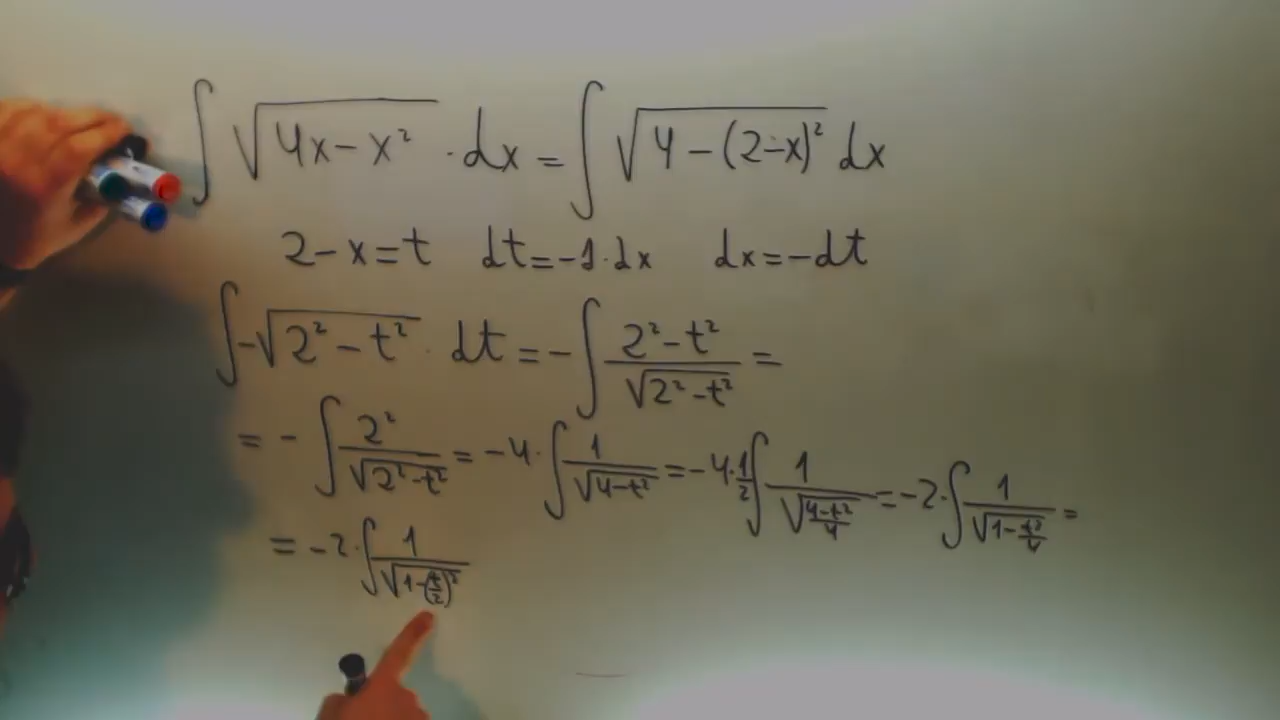 ∫ √(4x-x²) · dx = ∫ √(4-(2-x)²) dx
2-x=t dt=-1·dx dx=-dt
∫ -√(2²-t²) · dt = -∫ (2²-t²)/√(2²-t²) =
= -∫ 2²/√(2²-t²) = -4·∫ 1/√(4-t²) = -4·1/2 ∫ 1/√((4-t²)/4) = -2·∫ 1/√(1-t²/4) =
= -2·∫ 1/√(1-(t/2)²)